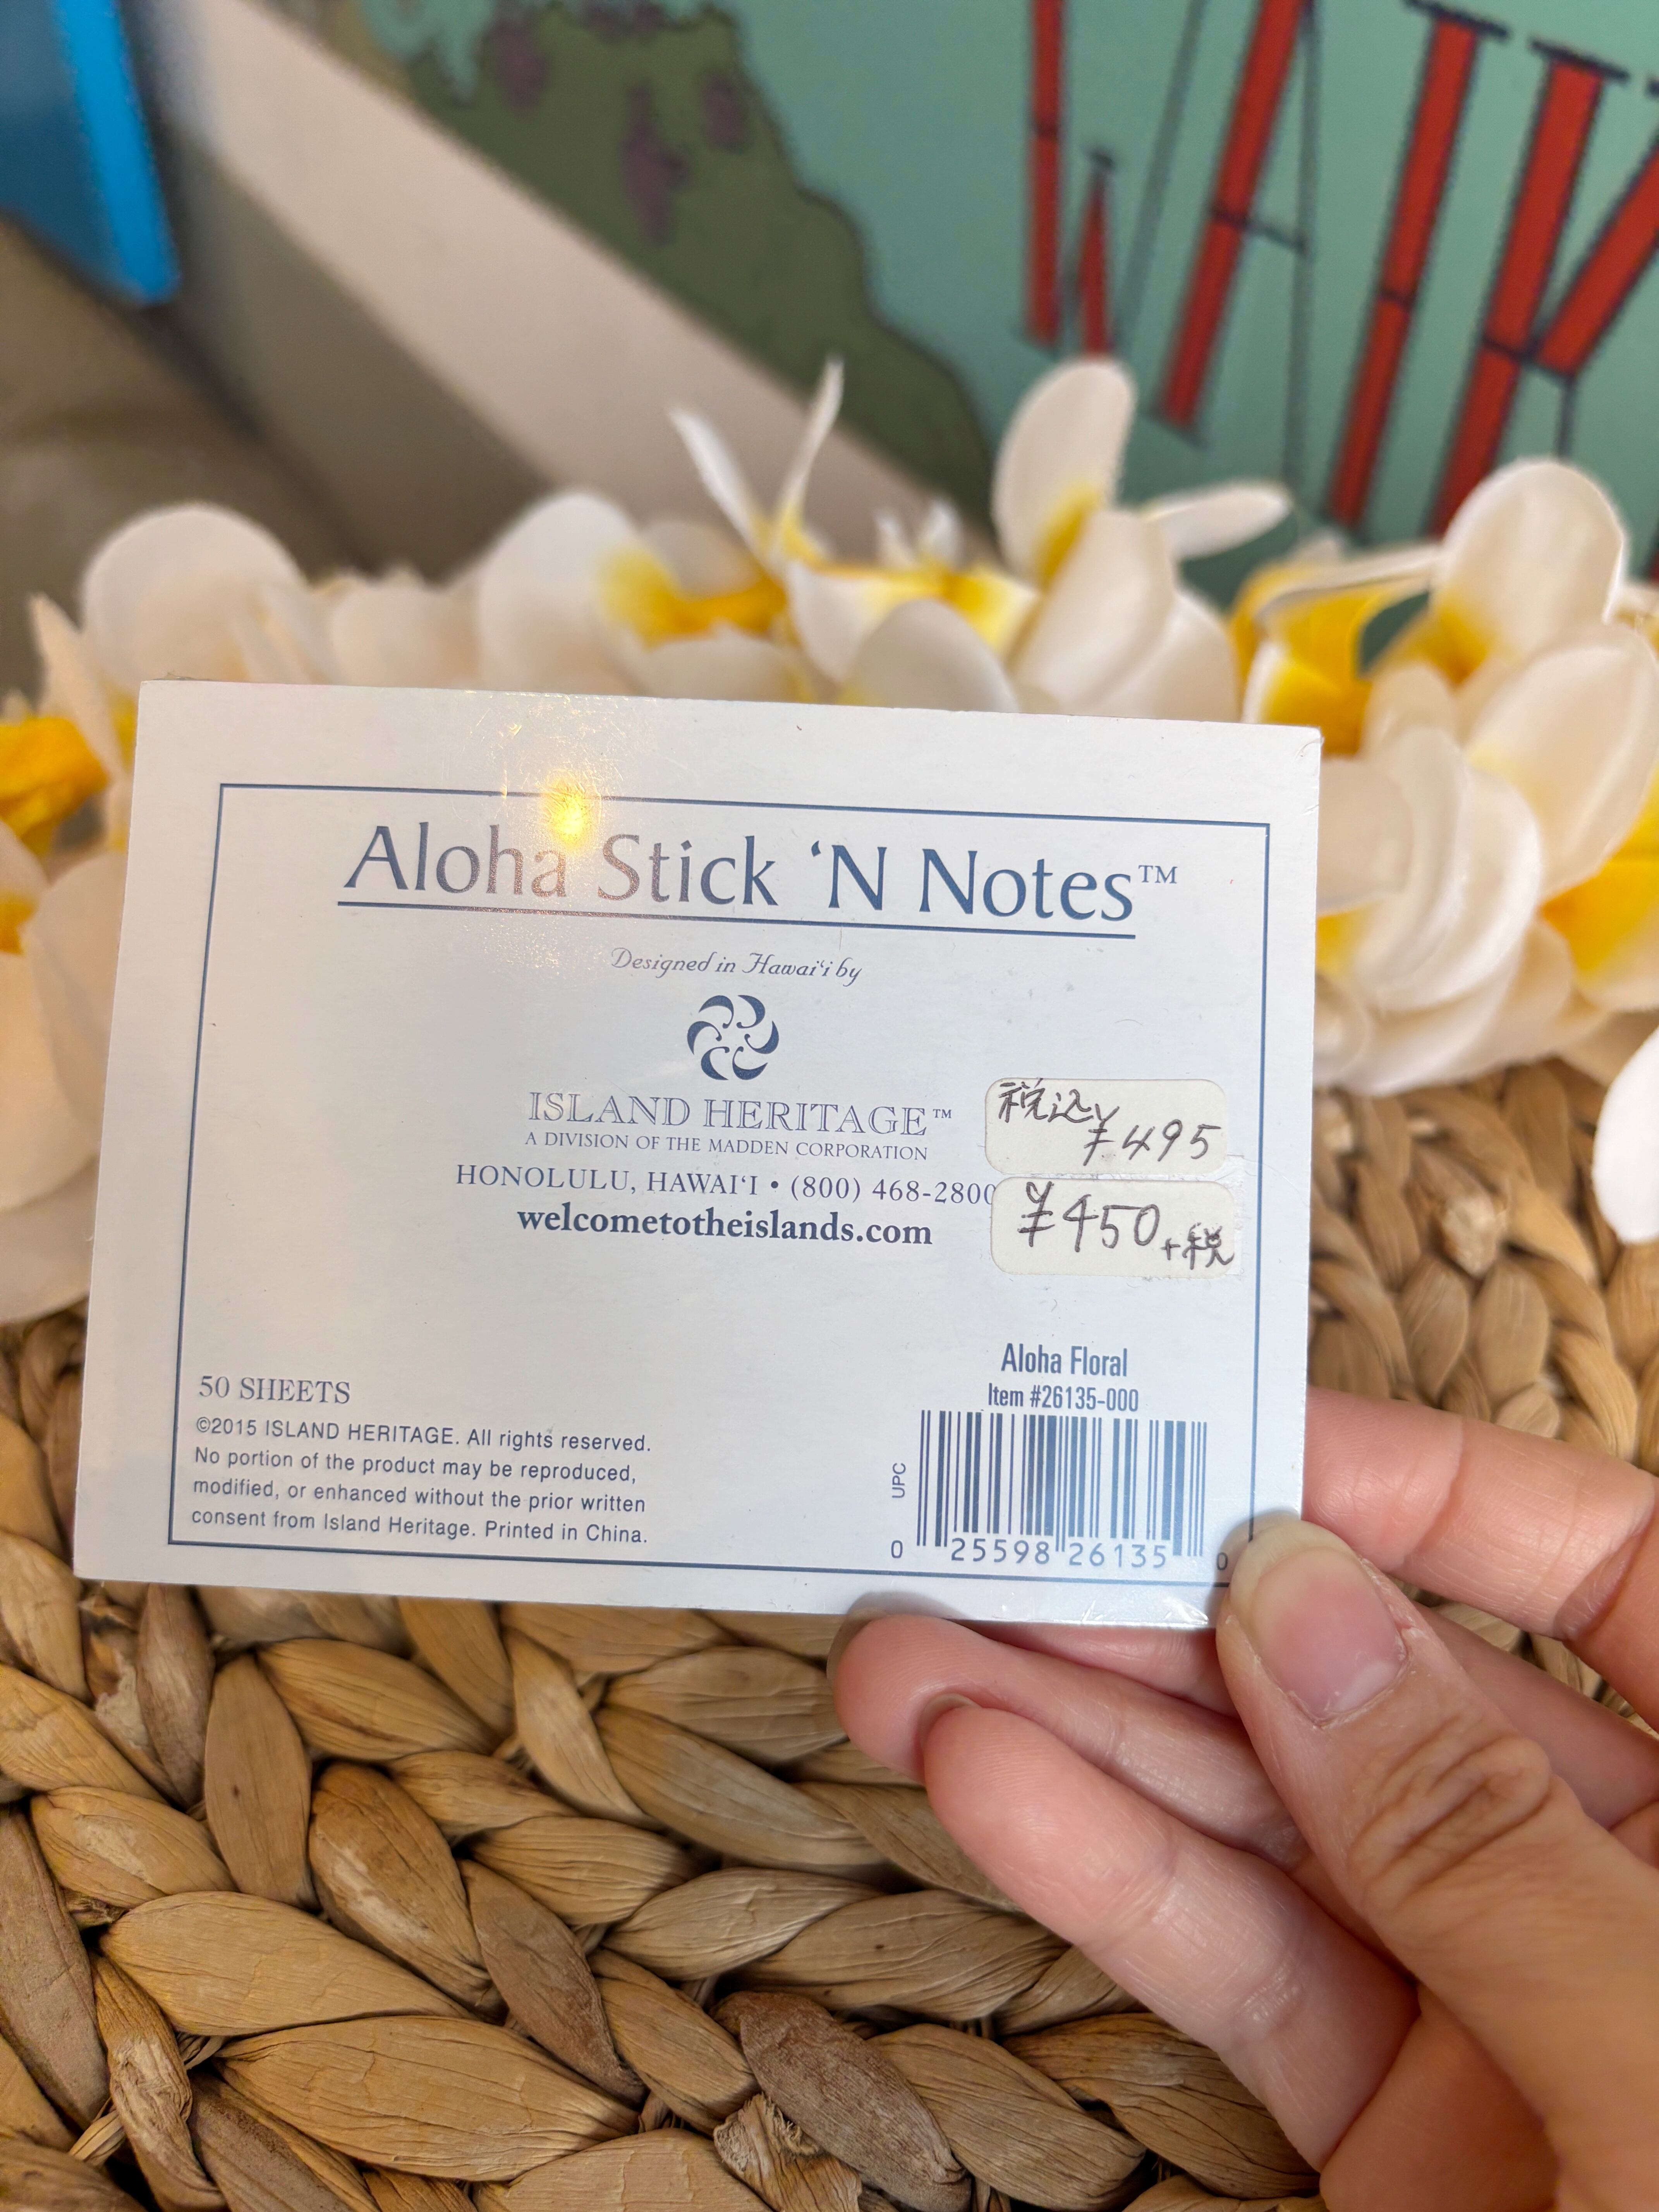 WAIK
Aloha Stick ‘N Notes™
Designed in Hawai‘i by
ISLAND HERITAGE™
A DIVISION OF THE MADDEN CORPORATION
HONOLULU, HAWAI‘I • (800) 468-2800
welcometotheislands.com
税込¥495
¥450+税
Aloha Floral
Item #26135-000
UPC
0 25598 26135 0
50 SHEETS
©2015 ISLAND HERITAGE. All rights reserved.
No portion of the product may be reproduced,
modified, or enhanced without the prior written
consent from Island Heritage. Printed in China.